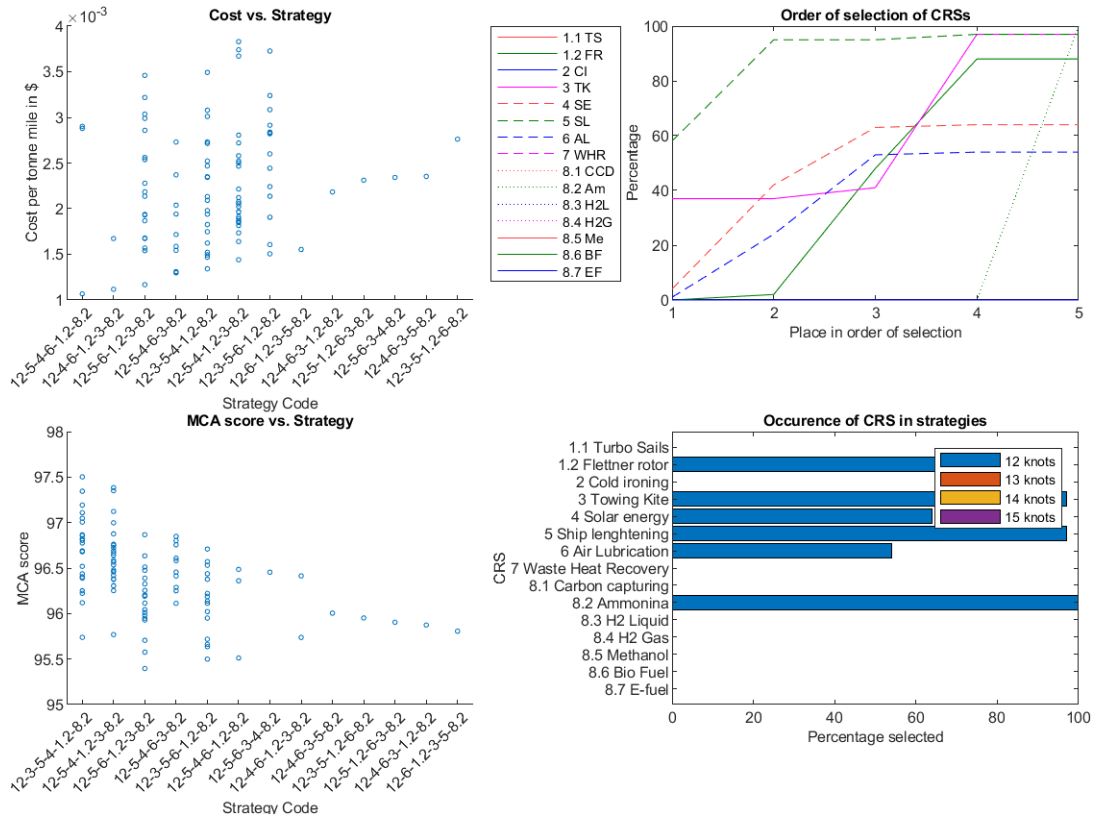 Cost vs. Strategy
×10⁻³
4
3.5
3
2.5
2
1.5
1
Cost per tonne mile in $
12-5-4-6-1.2-8.2
12-4-6-1.2-3-8.2
12-5-6-1.2-3-8.2
12-5-4-6-3-8.2
12-3-5-4-1.2-8.2
12-5-4-1.2-3-8.2
12-3-5-6-1.2-8.2
12-6-1.2-3-5-8.2
12-4-6-3-1.2-8.2
12-5-1.2-6-3-8.2
12-5-6-3-4-8.2
12-4-6-3-5-8.2
12-3-5-1.2-6-8.2
Strategy Code
1.1 TS
1.2 FR
2 CI
3 TK
4 SE
5 SL
6 AL
7 WHR
8.1 CCD
8.2 Am
8.3 H2L
8.4 H2G
8.5 Me
8.6 BF
8.7 EF
Order of selection of CRSs
100
80
60
40
20
0
Percentage
1
2
3
4
5
Place in order of selection
MCA score vs. Strategy
98
97.5
97
96.5
96
95.5
95
MCA score
12-3-5-4-1.2-8.2
12-5-4-1.2-3-8.2
12-5-6-1.2-3-8.2
12-5-4-6-3-8.2
12-3-5-6-1.2-8.2
12-5-4-6-1.2-8.2
12-5-6-3-4-8.2
12-4-6-1.2-3-8.2
12-4-6-3-5-8.2
12-3-5-1.2-6-8.2
12-5-1.2-6-3-8.2
12-4-6-3-1.2-8.2
12-6-1.2-3-5-8.2
Strategy Code
Occurence of CRS in strategies
CRS
1.1 Turbo Sails
1.2 Flettner rotor
2 Cold ironing
3 Towing Kite
4 Solar energy
5 Ship lenghtening
6 Air Lubrication
7 Waste Heat Recovery
8.1 Carbon capturing
8.2 Ammonina
8.3 H2 Liquid
8.4 H2 Gas
8.5 Methanol
8.6 Bio Fuel
8.7 E-fuel
12 knots
13 knots
14 knots
15 knots
0
20
40
60
80
100
Percentage selected